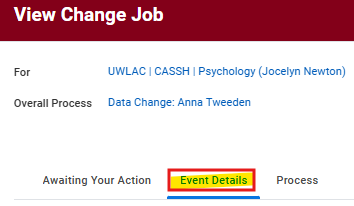 View Change Job
For UWLAC | CASSH | Psychology (Jocelyn Newton)
Overall Process Data Change: Anna Tweeden
Awaiting Your Action Event Details Process